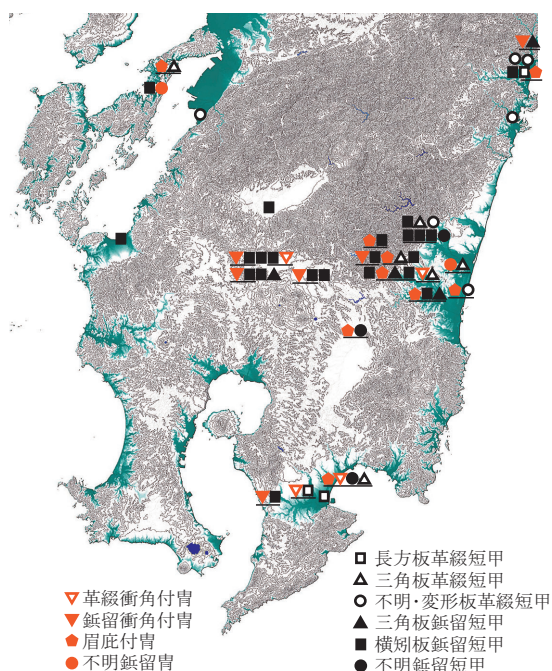 革綴衝角付冑
鋲留衝角付冑
眉庇付冑
不明鋲留冑
長方板革綴短甲
三角板革綴短甲
不明・変形板革綴短甲
三角板鋲留短甲
横矧板鋲留短甲
不明鋲留短甲